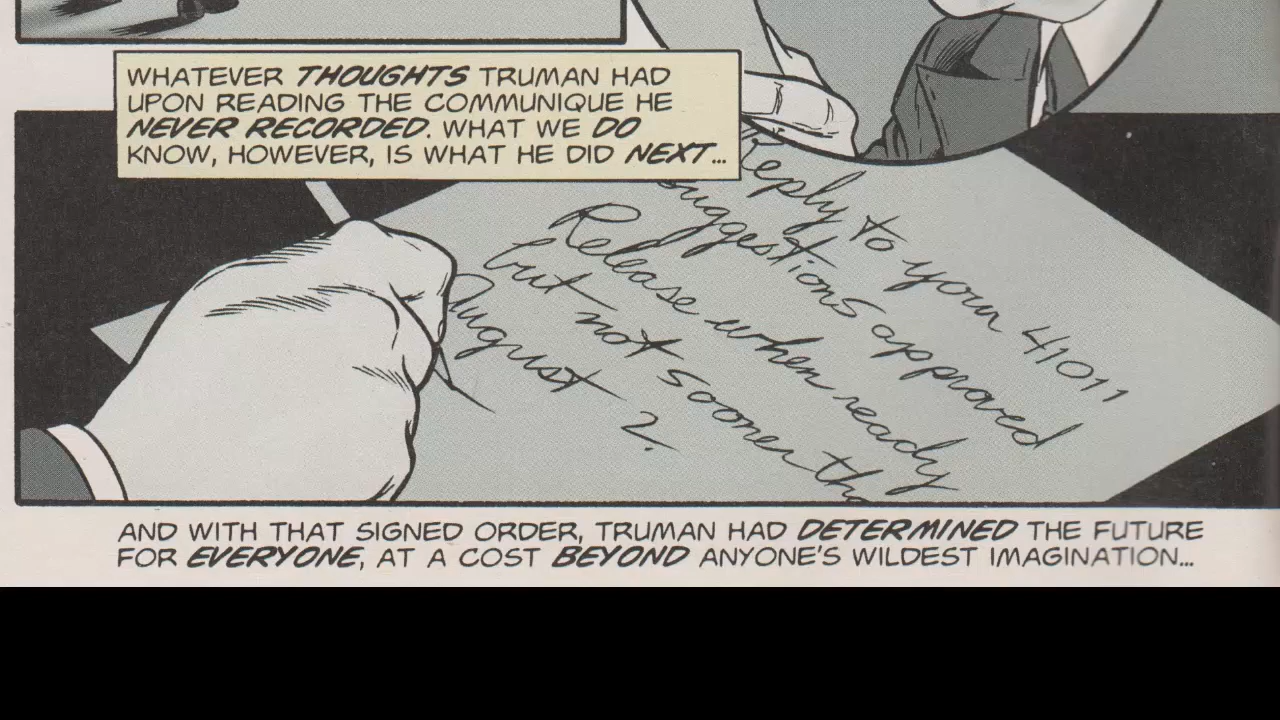 WHATEVER THOUGHTS TRUMAN HAD
UPON READING THE COMMUNIQUE HE
NEVER RECORDED. WHAT WE DO
KNOW, HOWEVER, IS WHAT HE DID NEXT...
Reply to your 41011
Suggestions approved
Release when ready
but not sooner tha
August 2.
AND WITH THAT SIGNED ORDER, TRUMAN HAD DETERMINED THE FUTURE
FOR EVERYONE, AT A COST BEYOND ANYONE'S WILDEST IMAGINATION...